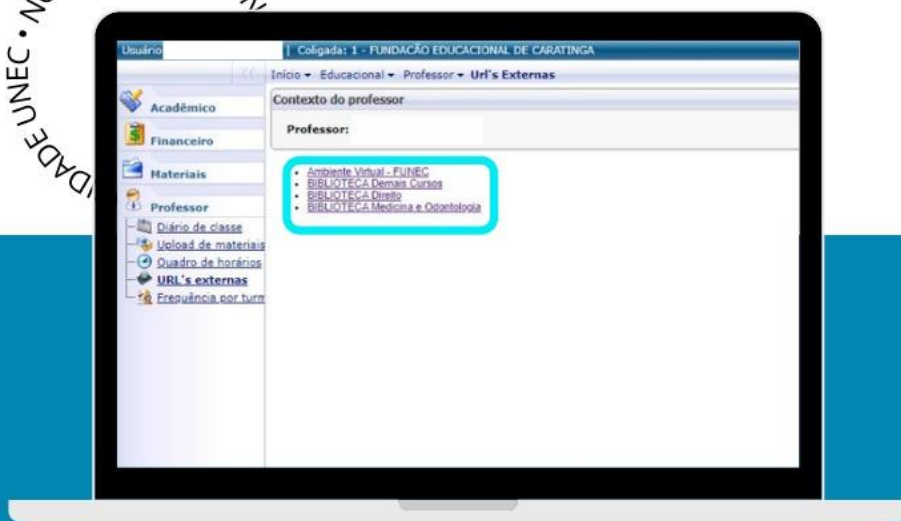 DADE UNEC •
Usuário
| Coligada: 1 - FUNDAÇÃO EDUCACIONAL DE CARATINGA
Início Educacional Professor Url's Externas
Contexto do professor
Professor:
Acadêmico
Financeiro
Materiais
Professor
Diário de classe
Upload de materiais
Quadro de horários
URL's externas
Frequência por turm
• Ambiente Virtual - FUNEC
• BIBLIOTECA Demais Cursos
• BIBLIOTECA Direito
• BIBLIOTECA Medicina e Odontologia